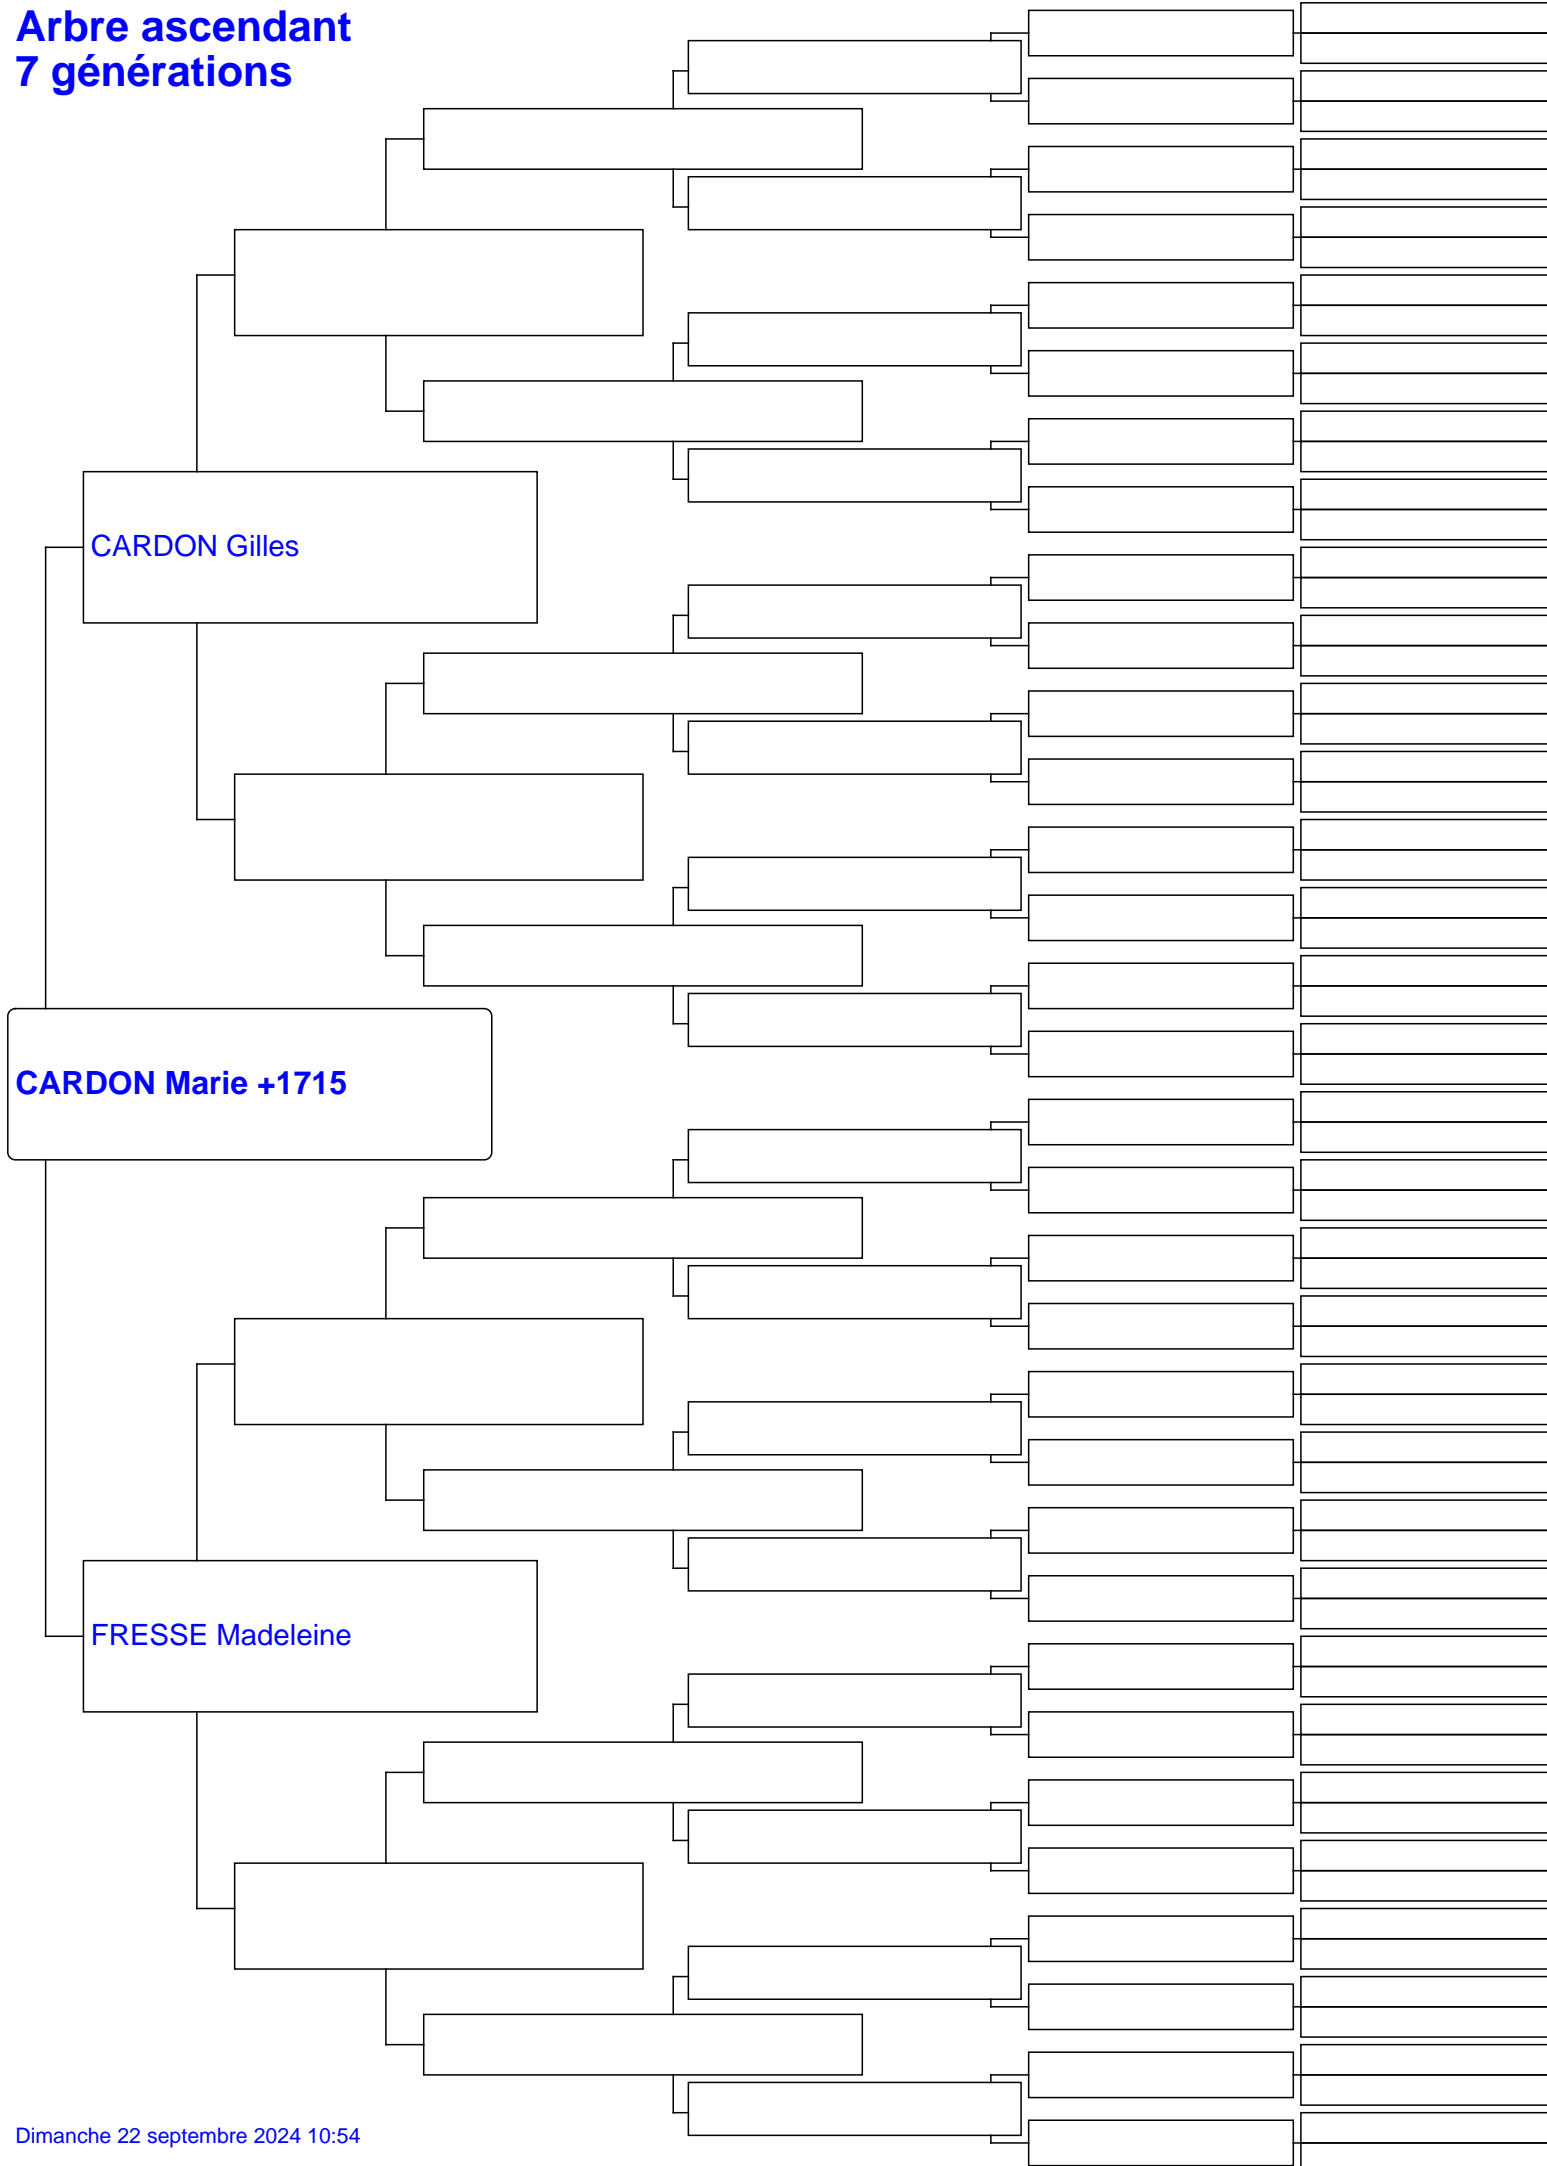 Arbre ascendant
7 générations
CARDON Gilles
CARDON Marie +1715
FRESSE Madeleine
Dimanche 22 septembre 2024 10:54